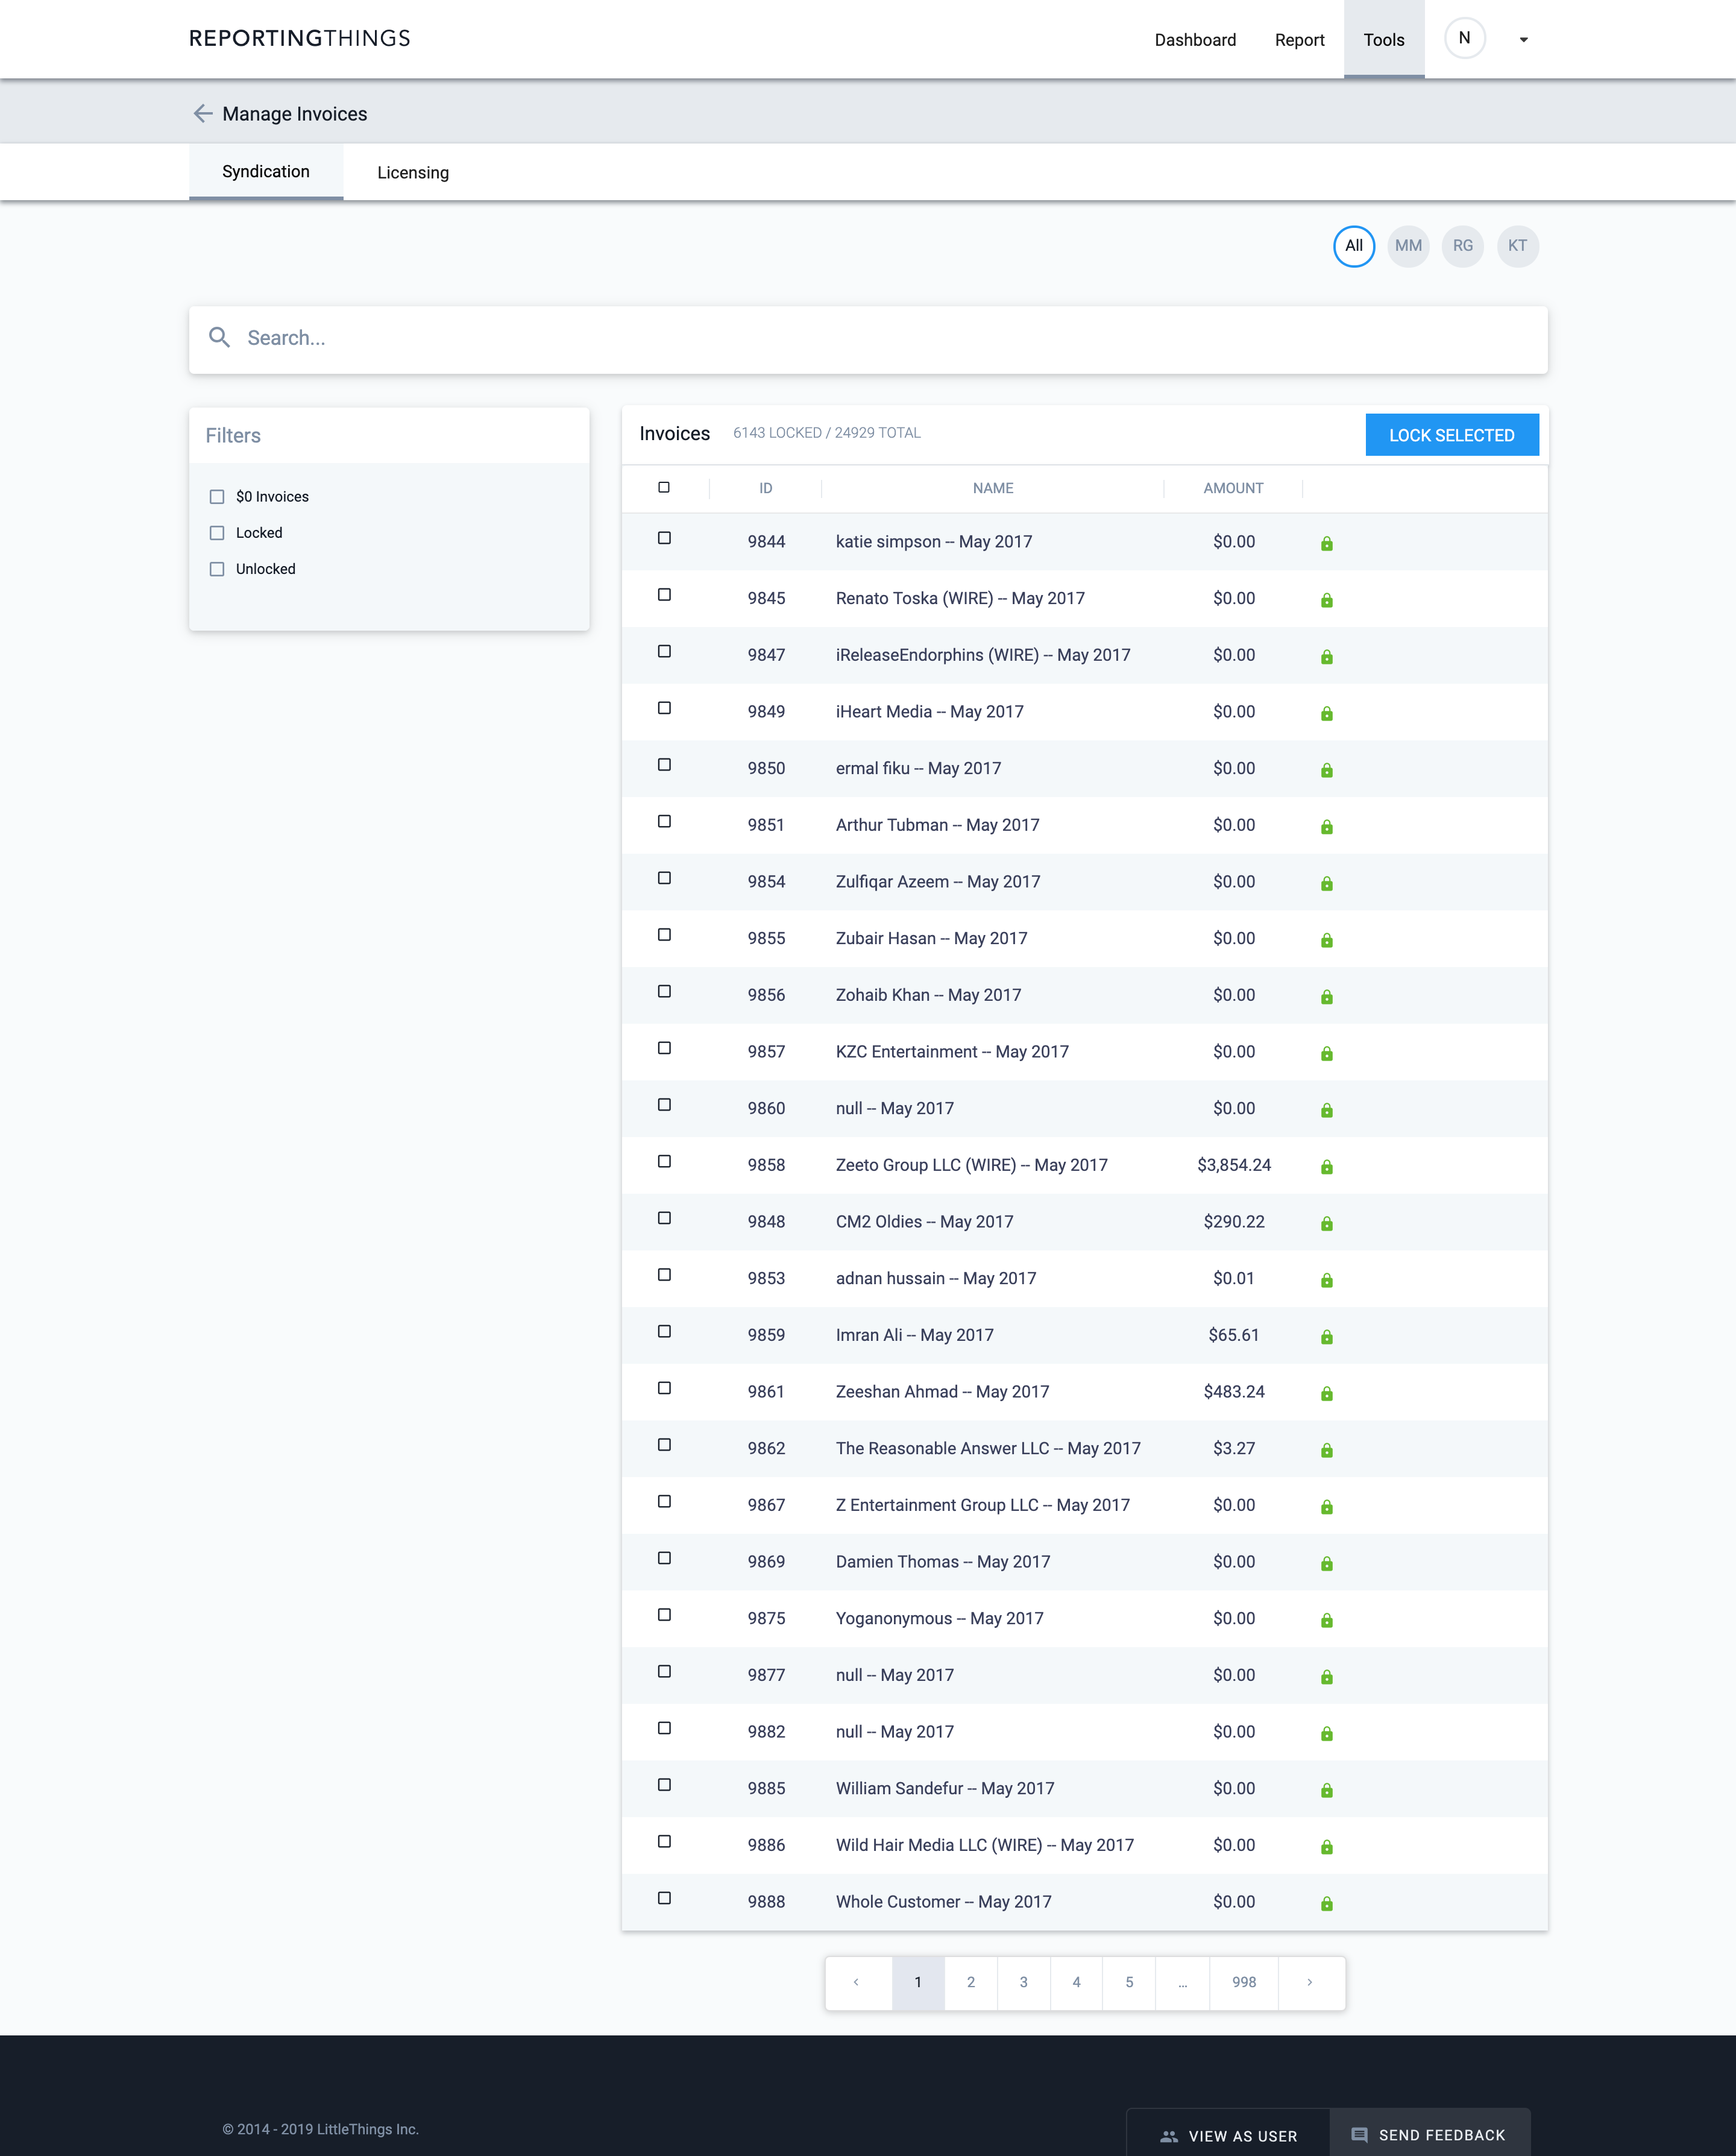 REPORTINGTHINGS Dashboard Report Tools N
Manage Invoices
Syndication Licensing
All MM RG KT
Search...
Filters
$0 Invoices
Locked
Unlocked
Invoices 6143 LOCKED / 24929 TOTAL LOCK SELECTED
ID NAME AMOUNT
9844 katie simpson -- May 2017 $0.00
9845 Renato Toska (WIRE) -- May 2017 $0.00
9847 iReleaseEndorphins (WIRE) -- May 2017 $0.00
9849 iHeart Media -- May 2017 $0.00
9850 ermal fiku -- May 2017 $0.00
9851 Arthur Tubman -- May 2017 $0.00
9854 Zulfiqar Azeem -- May 2017 $0.00
9855 Zubair Hasan -- May 2017 $0.00
9856 Zohaib Khan -- May 2017 $0.00
9857 KZC Entertainment -- May 2017 $0.00
9860 null -- May 2017 $0.00
9858 Zeeto Group LLC (WIRE) -- May 2017 $3,854.24
9848 CM2 Oldies -- May 2017 $290.22
9853 adnan hussain -- May 2017 $0.01
9859 Imran Ali -- May 2017 $65.61
9861 Zeeshan Ahmad -- May 2017 $483.24
9862 The Reasonable Answer LLC -- May 2017 $3.27
9867 Z Entertainment Group LLC -- May 2017 $0.00
9869 Damien Thomas -- May 2017 $0.00
9875 Yoganonymous -- May 2017 $0.00
9877 null -- May 2017 $0.00
9882 null -- May 2017 $0.00
9885 William Sandefur -- May 2017 $0.00
9886 Wild Hair Media LLC (WIRE) -- May 2017 $0.00
9888 Whole Customer -- May 2017 $0.00
‹ 1 2 3 4 5 ... 998 ›
© 2014 - 2019 LittleThings Inc. VIEW AS USER SEND FEEDBACK